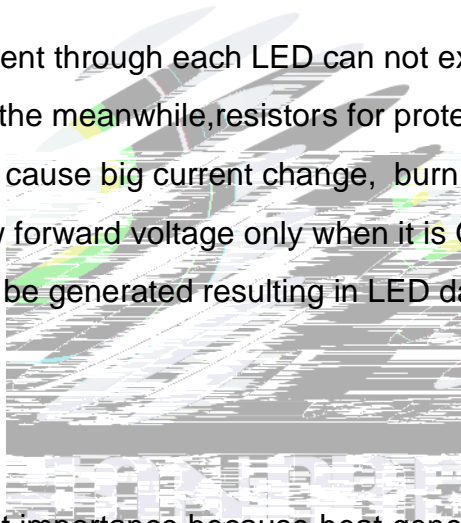 ent through each LED can not ex
the meanwhile,resistors for prote
cause big current change, burn
forward voltage only when it is
be generated resulting in LED da
importance because heat gene